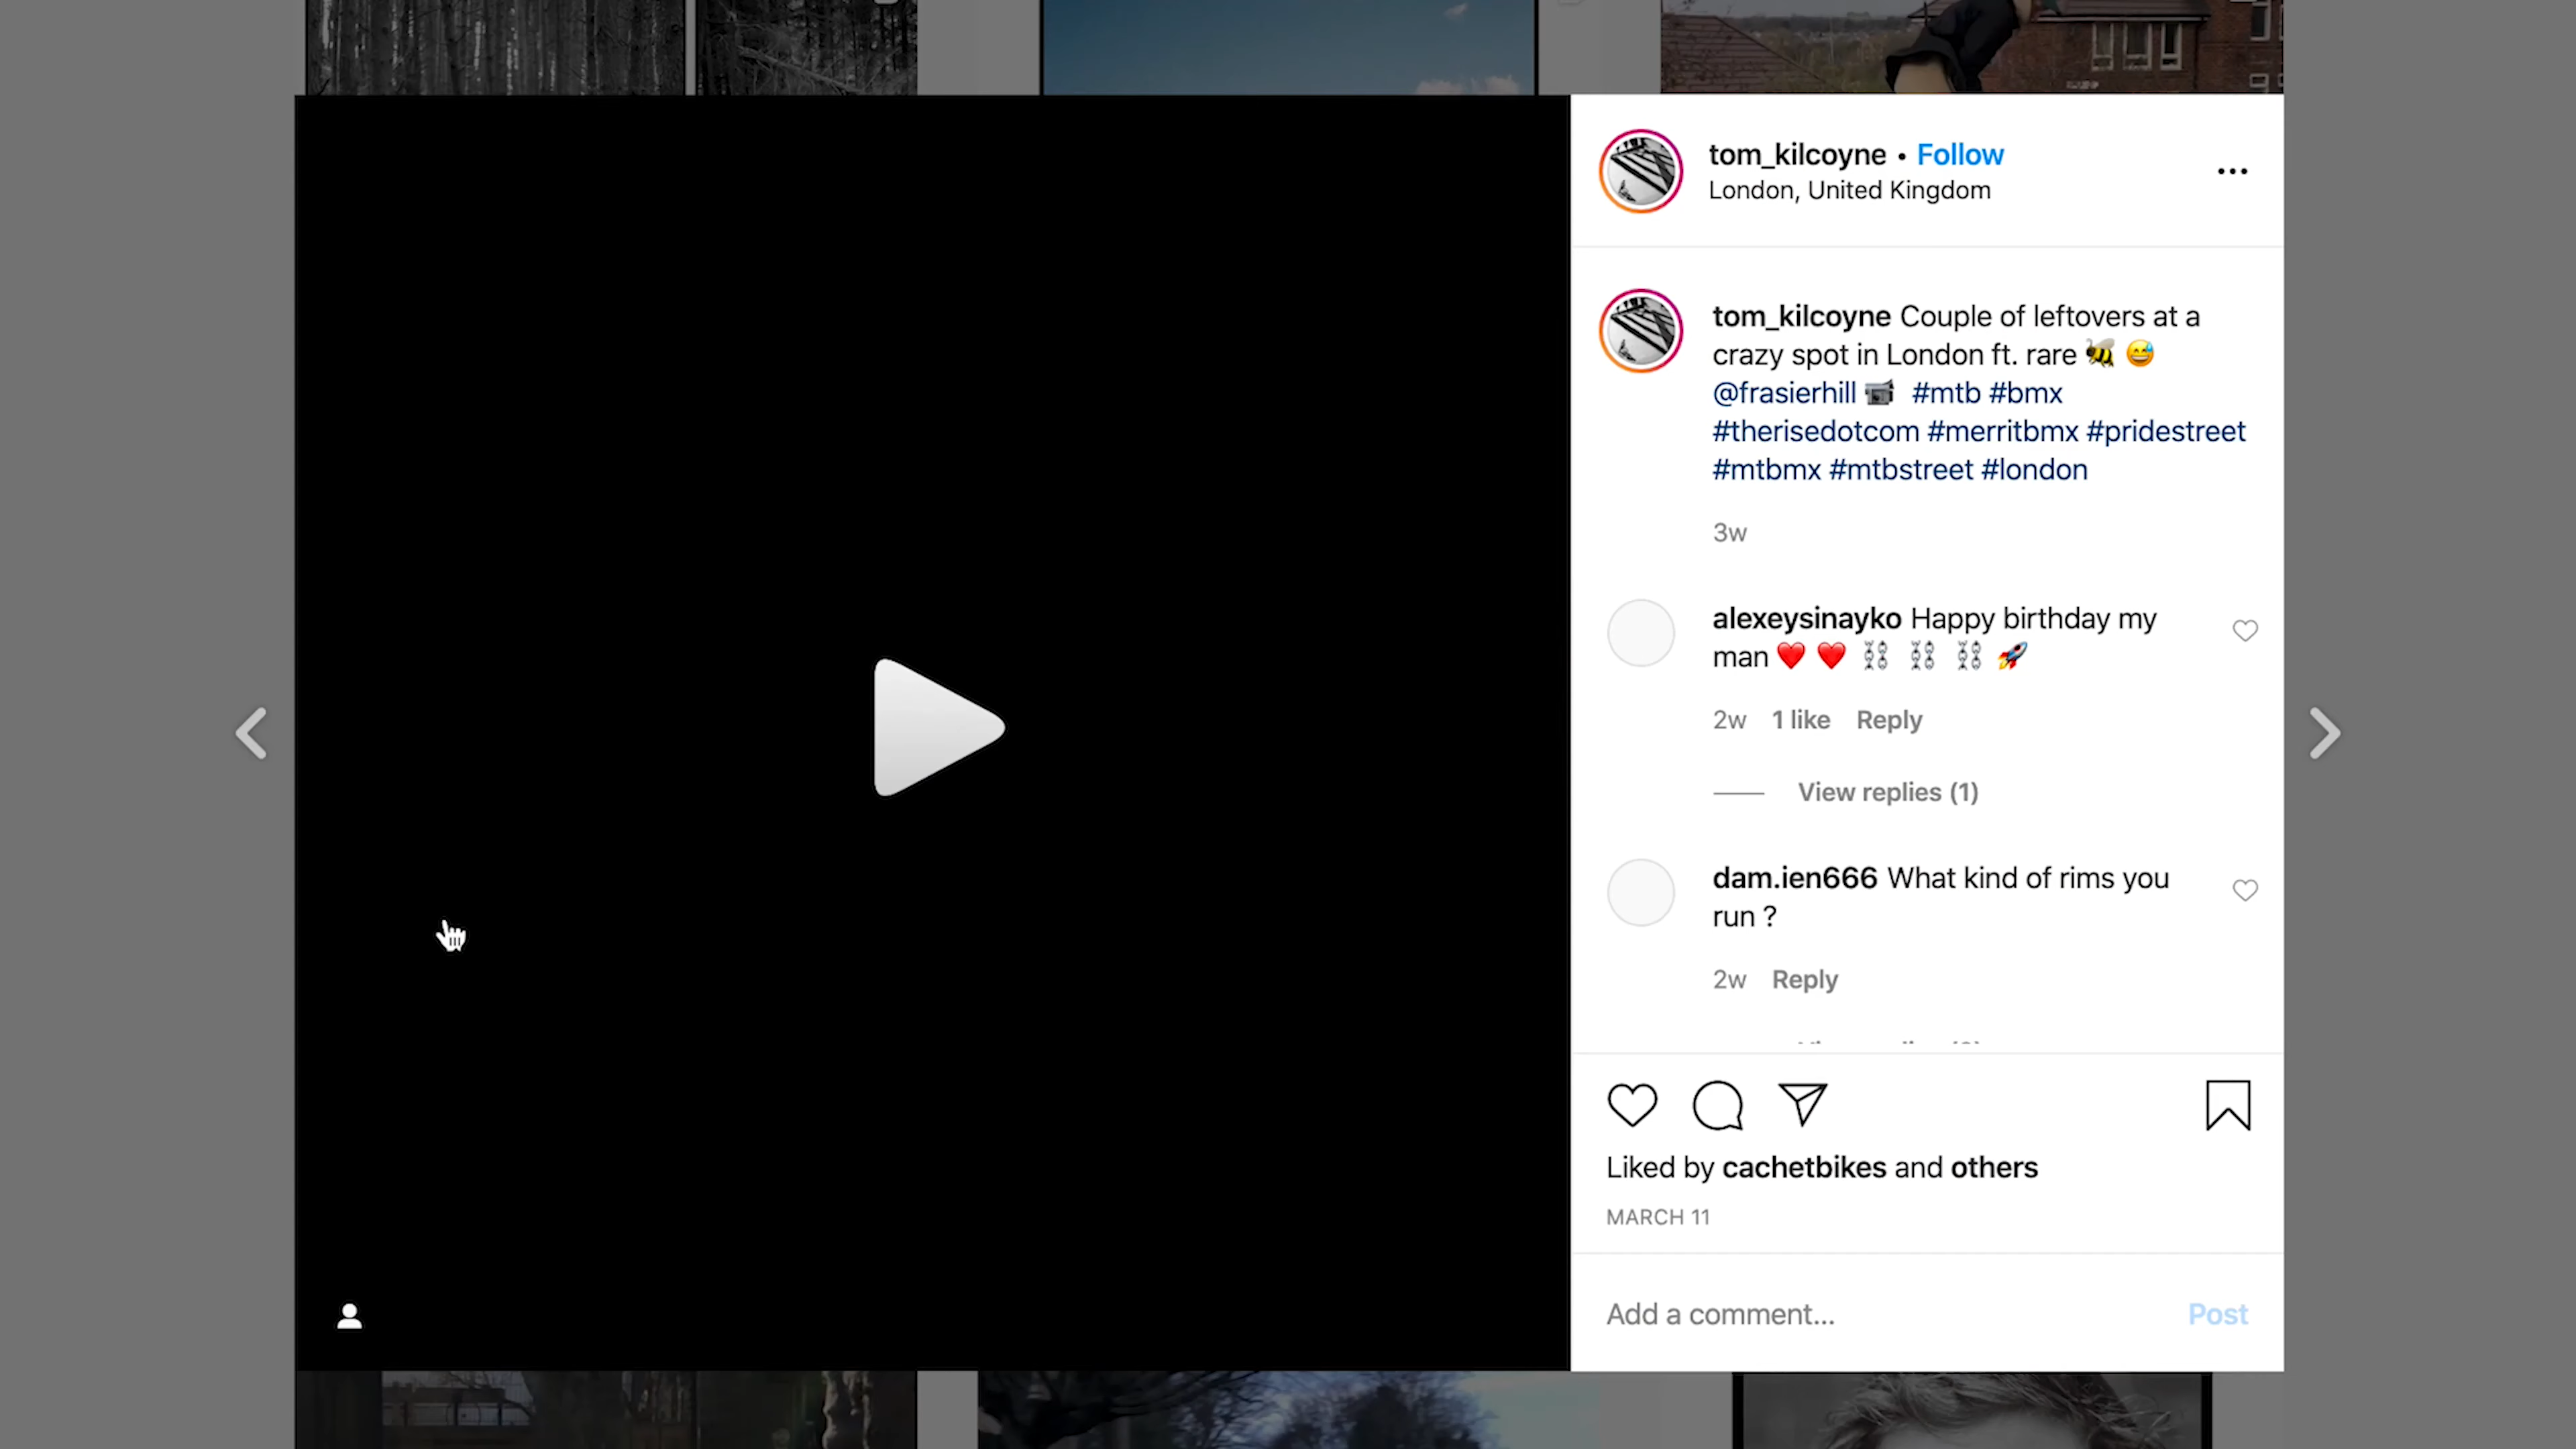 tom_kilcoyne • Follow
London, United Kingdom
tom_kilcoyne Couple of leftovers at a
crazy spot in London ft. rare 🐝 😅
@frasierhill 📹 #mtb #bmx
#therisedotcom #merritbmx #pridestreet
#mtbmx #mtbstreet #london
3w
alexeysinayko Happy birthday my
man ❤️ ❤️ ⛓ ⛓ ⛓ 🚀
2w 1 like Reply
View replies (1)
dam.ien666 What kind of rims you
run ?
2w Reply
Liked by cachetbikes and others
MARCH 11
Add a comment...
Post